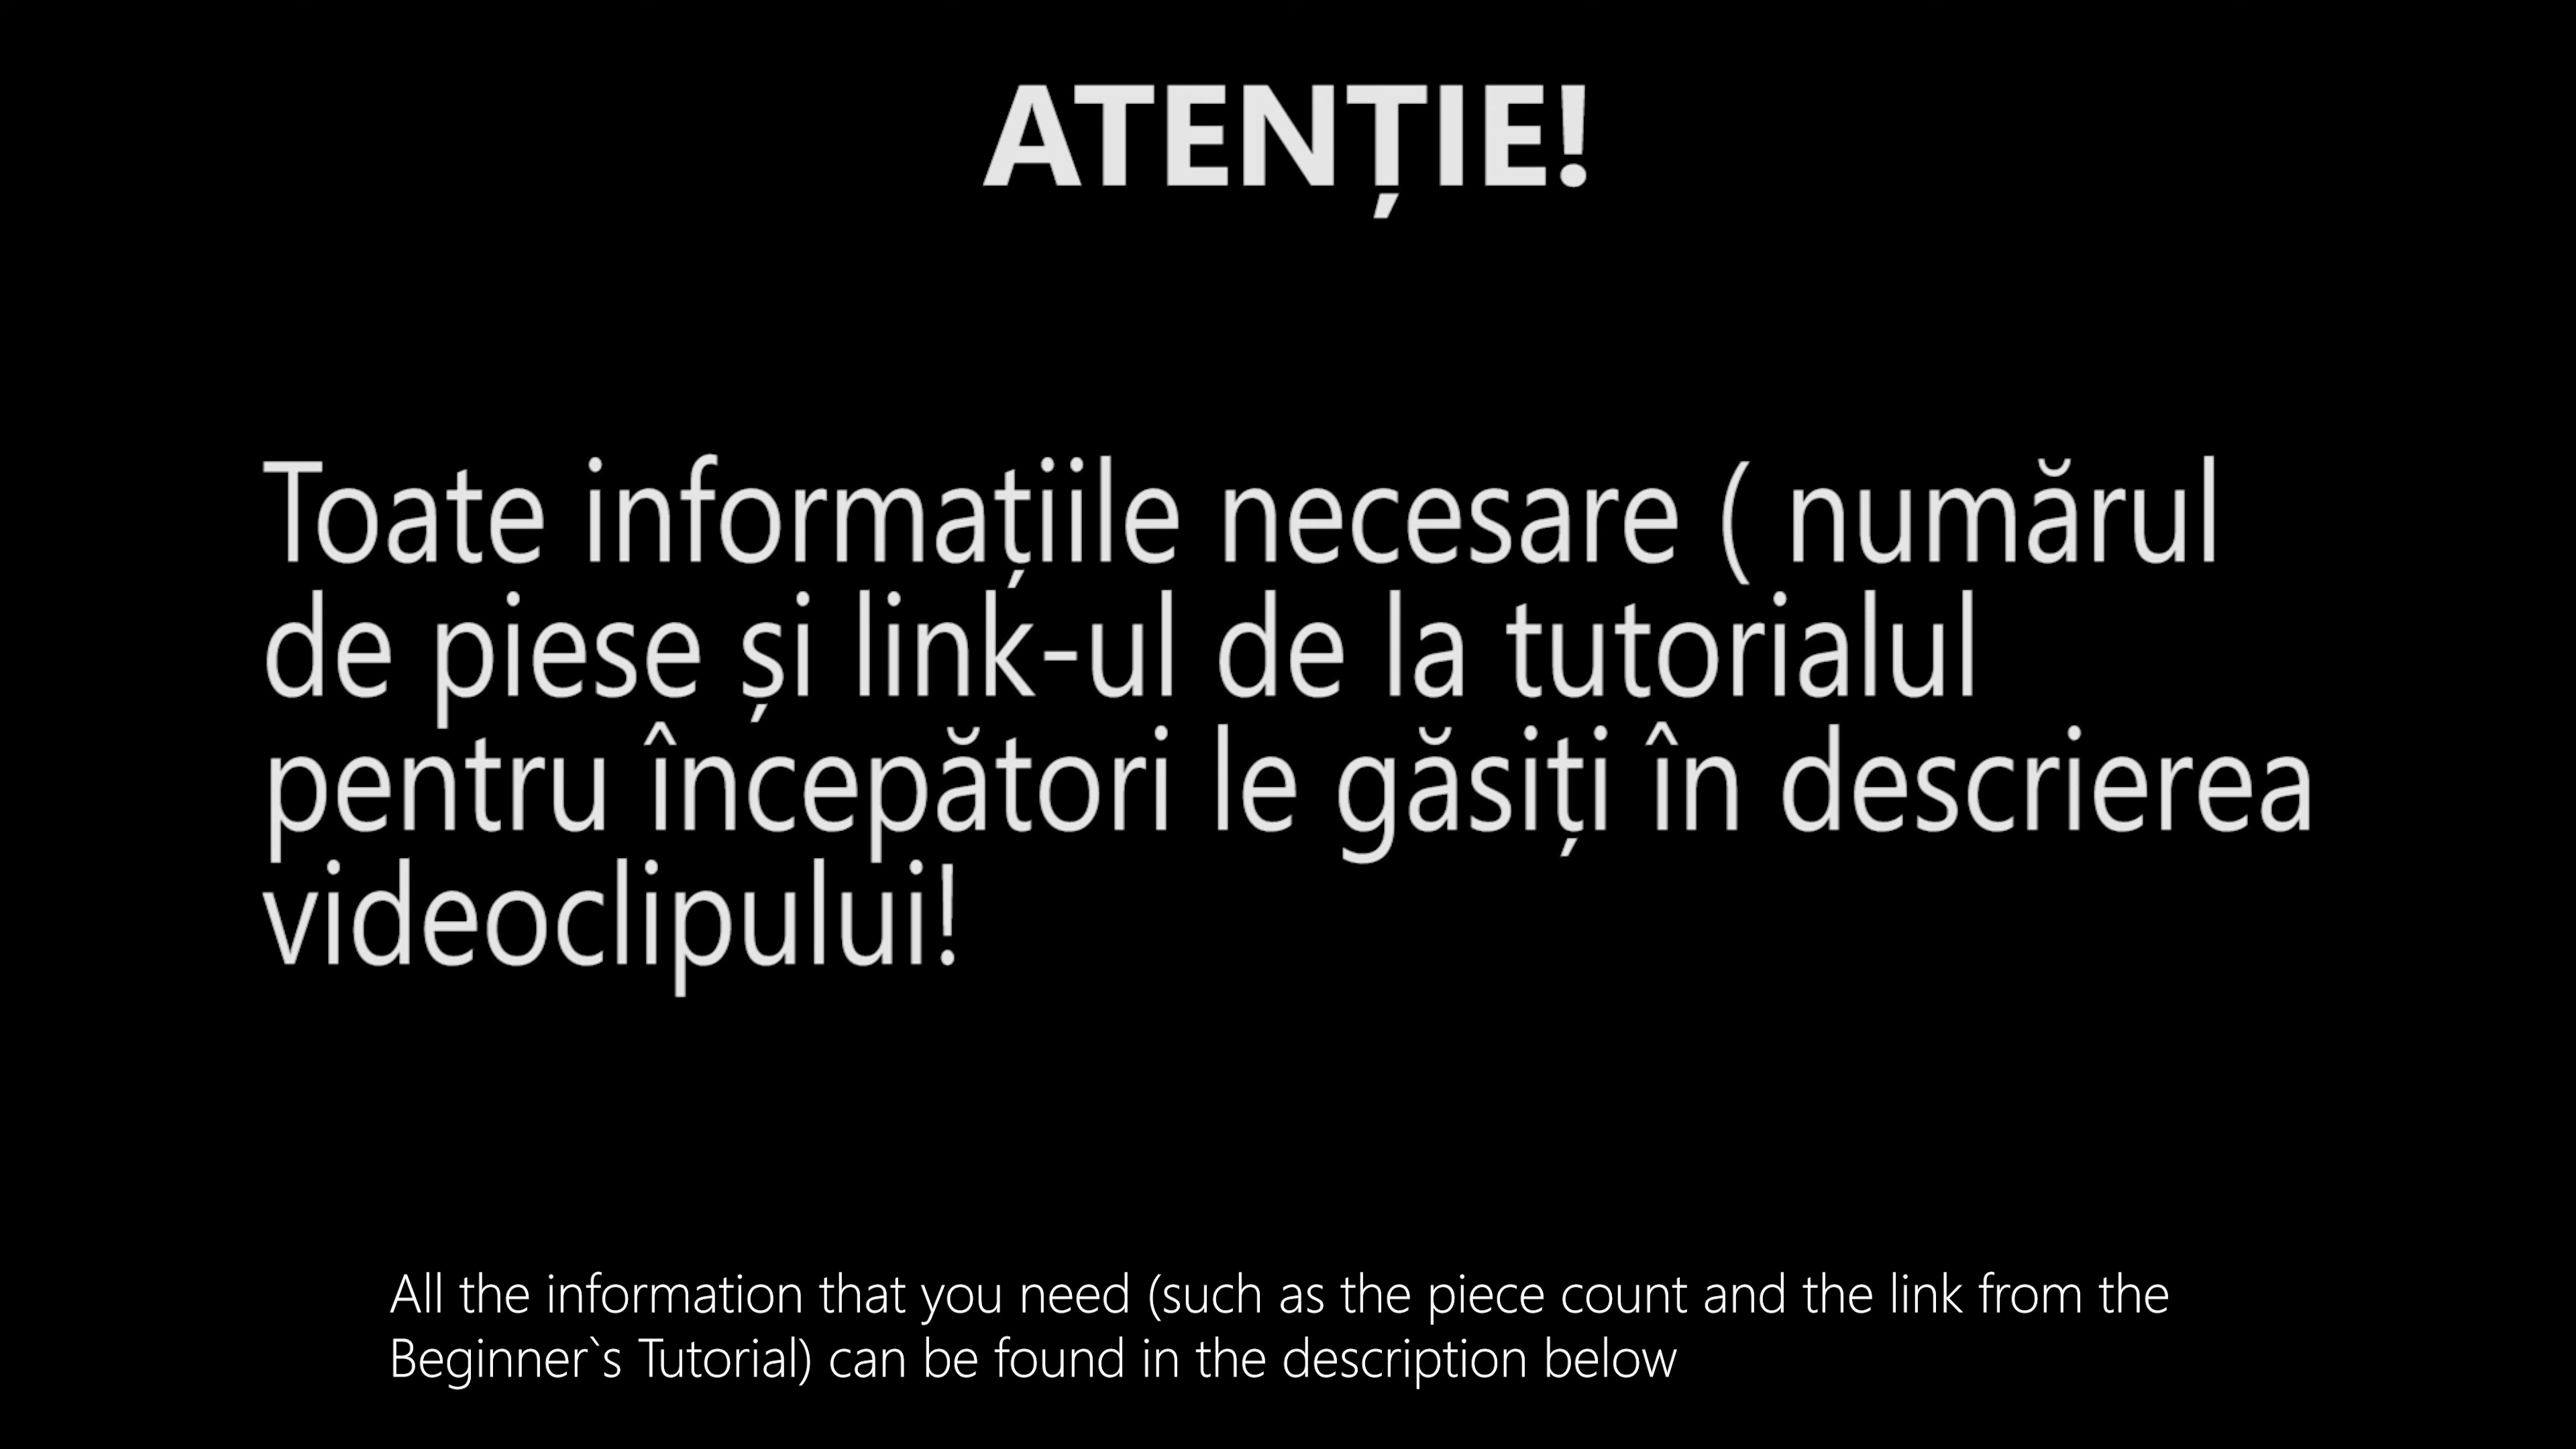 ATENȚIE!
Toate informațiile necesare ( numărul
de piese și link-ul de la tutorialul
pentru începători le găsiți în descrierea
videoclipului!
All the information that you need (such as the piece count and the link from the
Beginner`s Tutorial) can be found in the description below